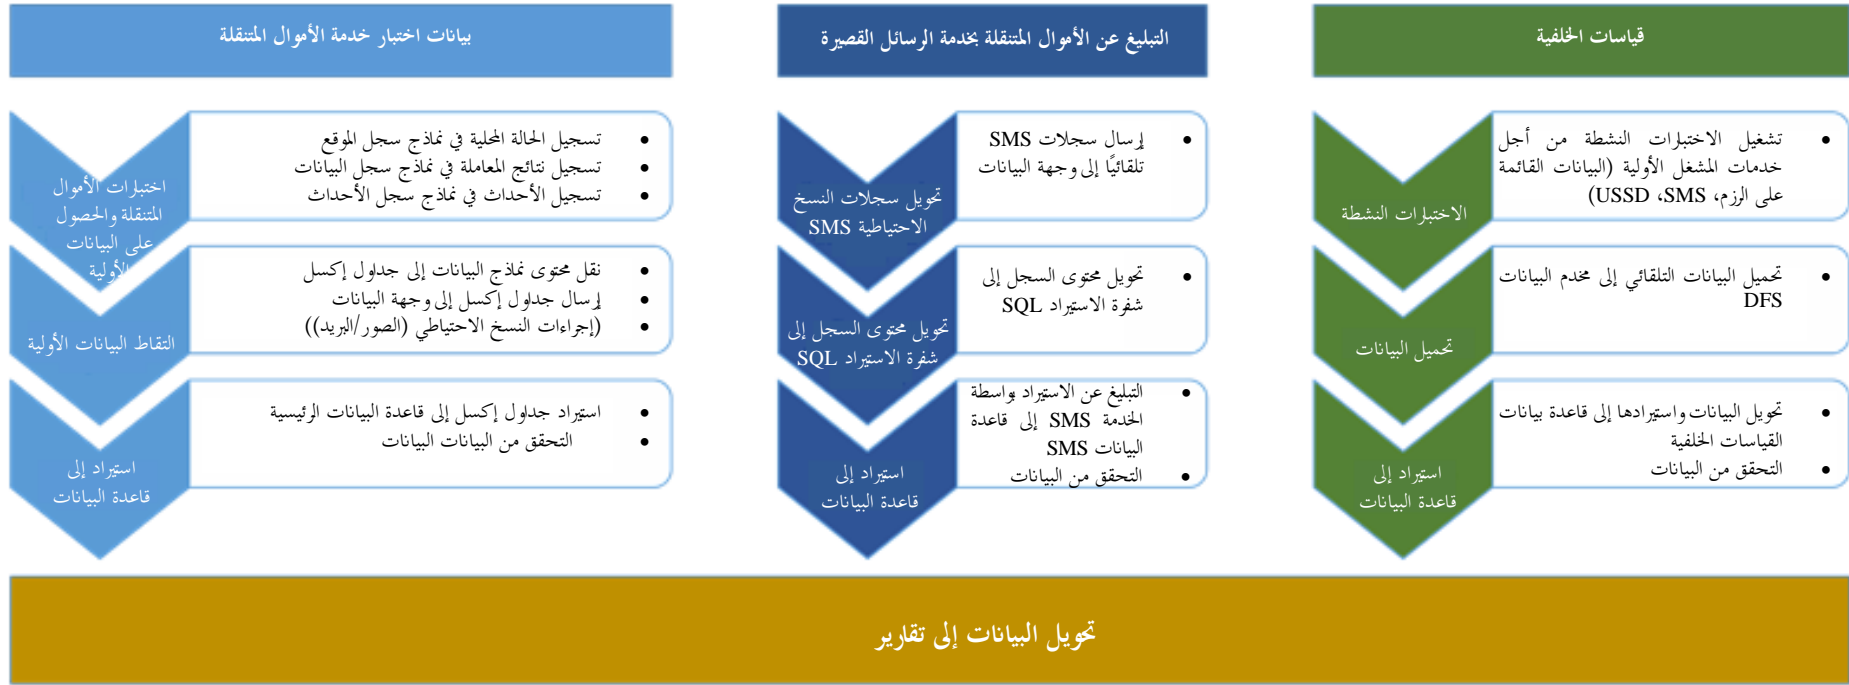 قياسات الخلفية
الاختبارات النشطة
• تشغيل الاختبارات النشطة من أجل
خدمات المشغل الأولية (البيانات القائمة
على الرزم، SMS، USSD)
تحميل البيانات
• تحميل البيانات التلقائي إلى مخدم البيانات
DFS
استيراد إلى
قاعدة البيانات
• تحويل البيانات واستيرادها إلى قاعدة بيانات
القياسات الخلفية
• التحقق من البيانات
التبليغ عن الأموال المتنقلة بخدمة الرسائل القصيرة
تحويل سجلات النسخ
الاحتياطية SMS
• إرسال سجلات SMS
تلقائيًا إلى وجهة البيانات
تحويل محتوى السجل إلى
شفرة الاستيراد SQL
• تحويل محتوى السجل إلى
شفرة الاستيراد SQL
استيراد إلى
قاعدة البيانات
• التبليغ عن الاستيراد بواسطة
الخدمة SMS إلى قاعدة
البيانات SMS
• التحقق من البيانات
بيانات اختبار خدمة الأموال المتنقلة
اختبارات الأموال
المتنقلة والحصول
على البيانات
الأولية
• تسجيل الحالة المحلية في نماذج سجل الموقع
• تسجيل نتائج المعاملة في نماذج سجل البيانات
• تسجيل الأحداث في نماذج سجل الأحداث
التقاط البيانات الأولية
• نقل محتوى نماذج البيانات إلى جداول إكسل
• إرسال جداول إكسل إلى وجهة البيانات
• (إجراءات النسخ الاحتياطي (الصور/البريد))
استيراد إلى
قاعدة البيانات
• استيراد جداول إكسل إلى قاعدة البيانات الرئيسية
• التحقق من البيانات البيانات
تحويل البيانات إلى تقارير